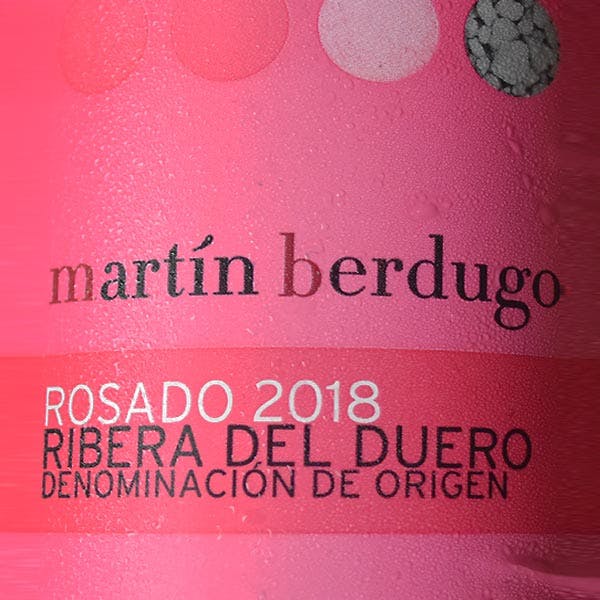 martín berdugo
ROSADO 2018
RIBERA DEL DUERO
DENOMINACIÓN DE ORIGEN